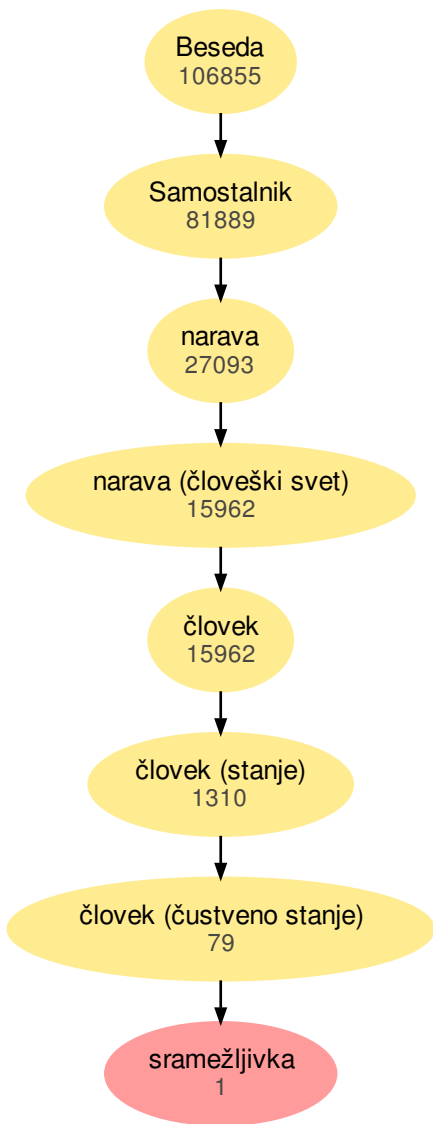 Beseda
106855
Samostalnik
81889
narava
27093
narava (človeški svet)
15962
človek
15962
človek (stanje)
1310
človek (čustveno stanje)
79
sramežljivka
1